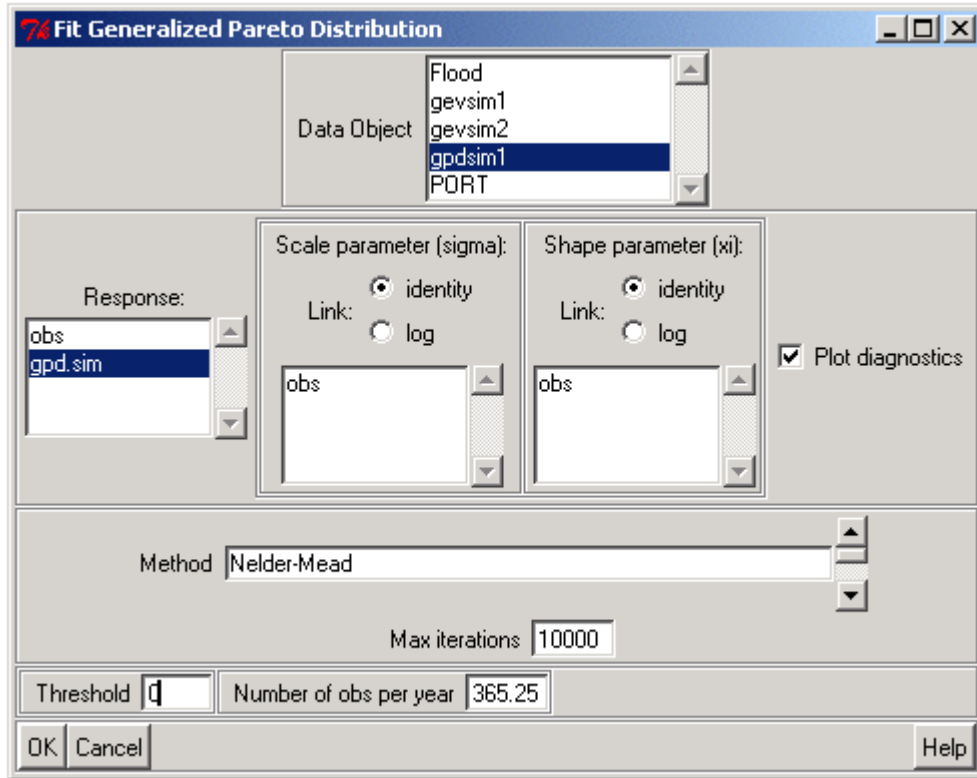 Fit Generalized Pareto Distribution
Data Object
Flood
gevsim1
gevsim2
gpdsim1
PORT
Response:
obs
gpd.sim
Scale parameter (sigma):
Link:
identity
log
obs
Shape parameter (xi):
Link:
identity
log
obs
Plot diagnostics
Method Nelder-Mead
Max iterations 10000
Threshold 0 Number of obs per year 365.25
OK Cancel Help